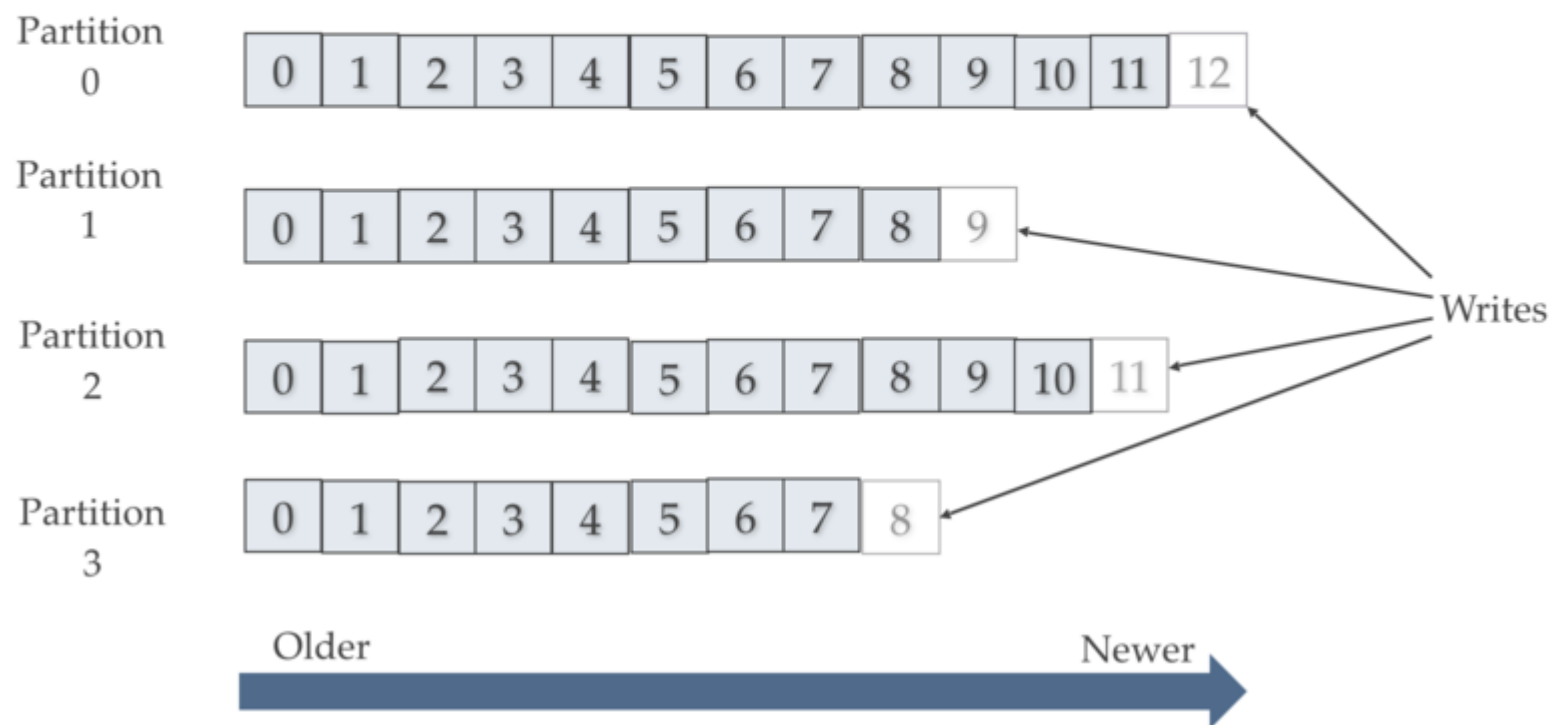 Partition
0
0 1 2 3 4 5 6 7 8 9 10 11 12
Partition
1
0 1 2 3 4 5 6 7 8 9
Writes
Partition
2
0 1 2 3 4 5 6 7 8 9 10 11
Partition
3
0 1 2 3 4 5 6 7 8
Older Newer